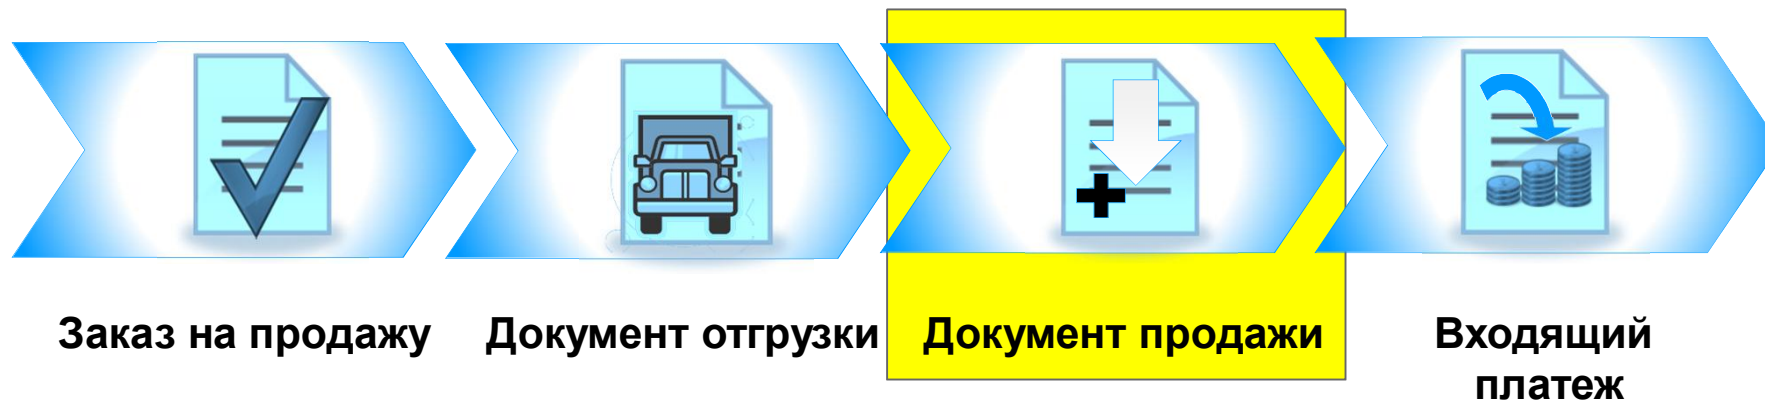 Заказ на продажу
Документ отгрузки
Документ продажи
Входящий
платеж